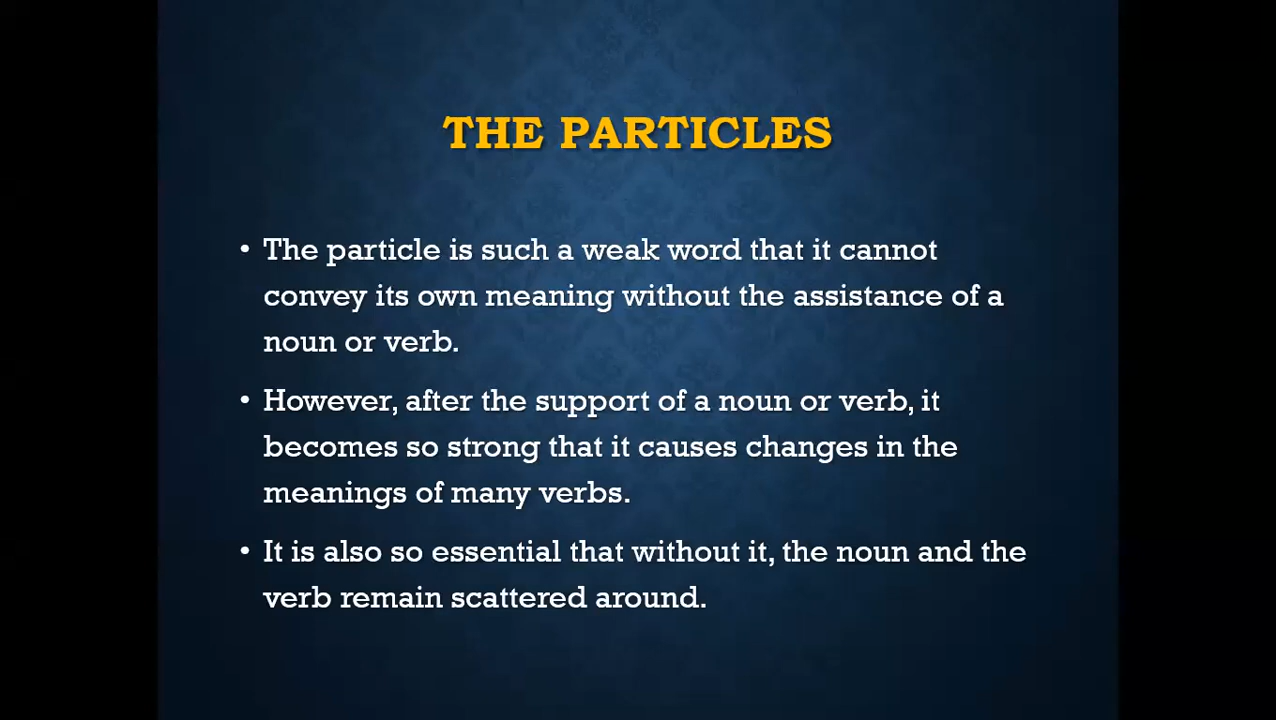 THE PARTICLES
• The particle is such a weak word that it cannot
convey its own meaning without the assistance of a
noun or verb.
• However, after the support of a noun or verb, it
becomes so strong that it causes changes in the
meanings of many verbs.
• It is also so essential that without it, the noun and the
verb remain scattered around.